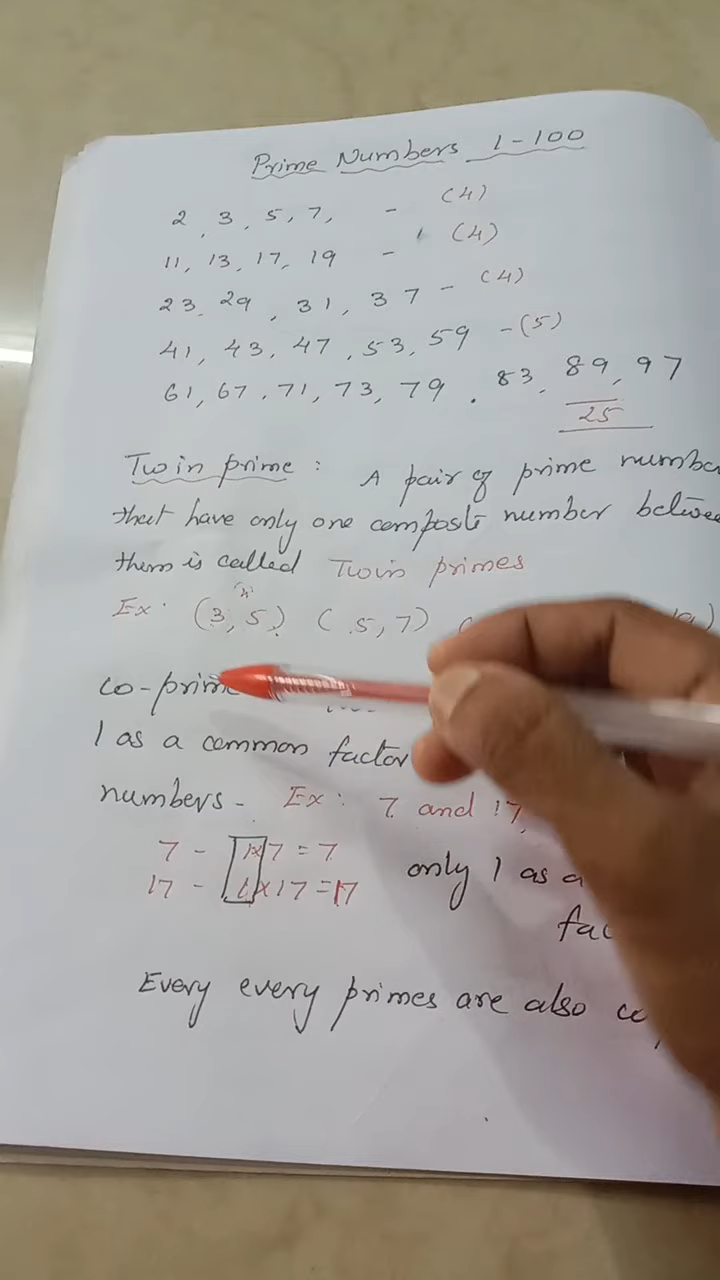 Prime Numbers 1-100
2, 3, 5, 7, - (4)
11, 13, 17, 19 - (4)
23, 29, 31, 37 - (4)
41, 43, 47, 53, 59 - (5)
61, 67, 71, 73, 79. 83, 89, 97
25
Twin prime : A pair of prime number
that have only one composite number betwee
them is called Twin primes
Ex: (3, 5) (5, 7)
4
co-prime
1 as a common factor
numbers - Ex: 7 and 17,
7 - 1x7 = 7 only 1 as a
17 - 1x17 = 17
Every every primes are also co